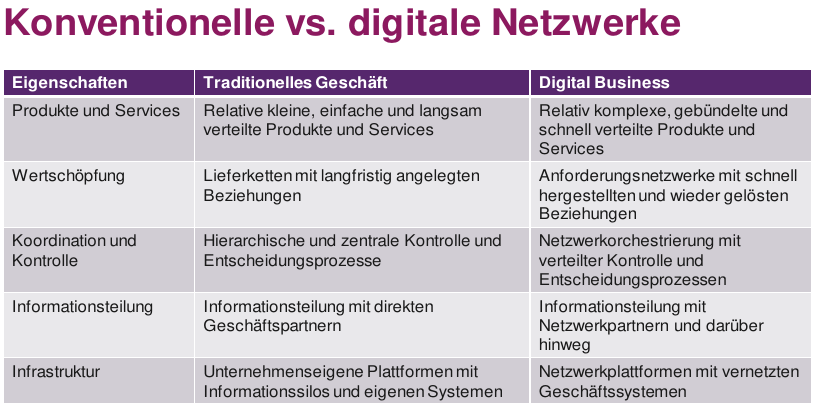 Konventionelle vs. digitale Netzwerke
Eigenschaften Traditionelles Geschäft Digital Business
Produkte und Services Relative kleine, einfache und langsam Relativ komplexe, gebündelte und
verteilte Produkte und Services schnell verteilte Produkte und
Services
Wertschöpfung Lieferketten mit langfristig angelegten Anforderungsnetzwerke mit schnell
Beziehungen hergestellten und wieder gelösten
Beziehungen
Koordination und Hierarchische und zentrale Kontrolle und Netzwerkorchestrierung mit
Kontrolle Entscheidungsprozesse verteilter Kontrolle und
Entscheidungsprozessen
Informationsteilung Informationsteilung mit direkten Informationsteilung mit
Geschäftspartnern Netzwerkpartnern und darüber
hinweg
Infrastruktur Unternehmenseigene Plattformen mit Netzwerkplattformen mit vernetzten
Informationssilos und eigenen Systemen Geschäftssystemen